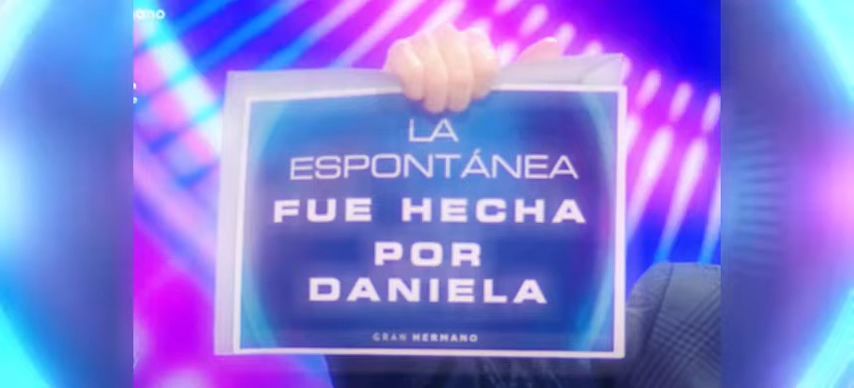 LA
ESPONTÁNEA
FUE HECHA
POR
DANIELA
GRAN HERMANO